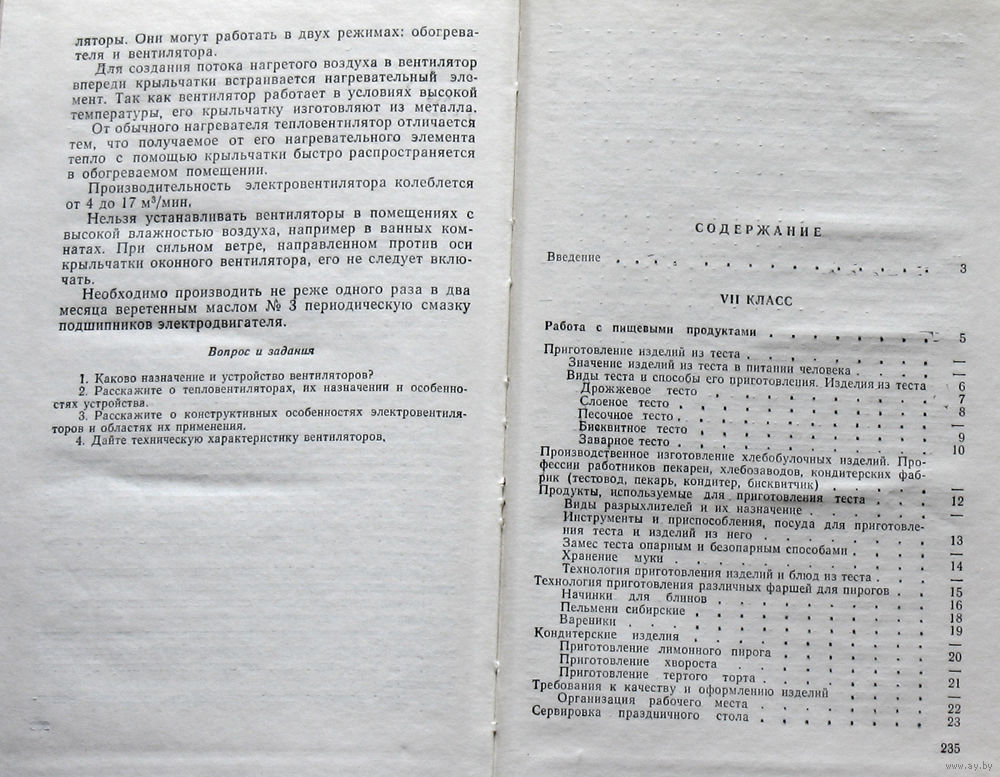 ляторы. Они могут работать в двух режимах: обогрева-
теля и вентилятора.
Для создания потока нагретого воздуха в вентилятор
впереди крыльчатки встраивается нагревательный эле-
мент. Так как вентилятор работает в условиях высокой
температуры, его крыльчатку изготовляют из металла.
От обычного нагревателя тепловентилятор отличается
тем, что получаемое от его нагревательного элемента
тепло с помощью крыльчатки быстро распространяется
в обогреваемом помещении.
Производительность электровентилятора колеблется
от 4 до 17 м³/мин.
Нельзя устанавливать вентиляторы в помещениях с
высокой влажностью воздуха, например в ванных ком-
натах. При сильном ветре, направленном против оси
крыльчатки оконного вентилятора, его не следует вклю-
чать.
Необходимо производить не реже одного раза в два
месяца веретенным маслом № 3 периодическую смазку
подшипников электродвигателя.
Вопрос и задания
1. Каково назначение и устройство вентиляторов?
2. Расскажите о тепловентиляторах, их назначении и особенно-
стях устройства.
3. Расскажите о конструктивных особенностях электровентиля-
торов и областях их применения.
4. Дайте техническую характеристику вентиляторов.
СОДЕРЖАНИЕ
Введение . . . . . . . . . . . . 3
VII КЛАСС
Работа с пищевыми продуктами . . . . . . . 5
Приготовление изделий из теста . . . . . . . —
Значение изделий из теста в питании человека . . . . —
Виды теста и способы его приготовления. Изделия из теста 6
Дрожжевое тесто . . . . . . . . 7
Слоеное тесто . . . . . . . . . 8
Песочное тесто . . . . . . . . . —
Бисквитное тесто . . . . . . . . 9
Заварное тесто . . . . . . . . . 10
Производственное изготовление хлебобулочных изделий. Про-
фессии работников пекарен, хлебозаводов, кондитерских фаб-
рик (тестовод, пекарь, кондитер, бисквитчик) . . . . . —
Продукты, используемые для приготовления теста . . . 12
Виды разрыхлителей и их назначение . . . . . . —
Инструменты и приспособления, посуда для приготовле-
ния теста и изделий из него . . . . . . . 13
Замес теста опарным и безопарным способами . . . . —
Хранение муки . . . . . . . . . 14
Технология приготовления изделий и блюд из теста . . . —
Технология приготовления различных фаршей для пирогов . . 15
Начинки для блинов . . . . . . . . 16
Пельмени сибирские . . . . . . . . 18
Вареники . . . . . . . . . . 19
Кондитерские изделия . . . . . . . . —
Приготовление лимонного пирога . . . . . . 20
Приготовление хвороста . . . . . . . —
Приготовление тертого торта . . . . . . . 21
Требования к качеству и оформлению изделий . . . . —
Организация рабочего места . . . . . . . 22
Сервировка праздничного стола . . . . . . . 23
235
www.ay.by